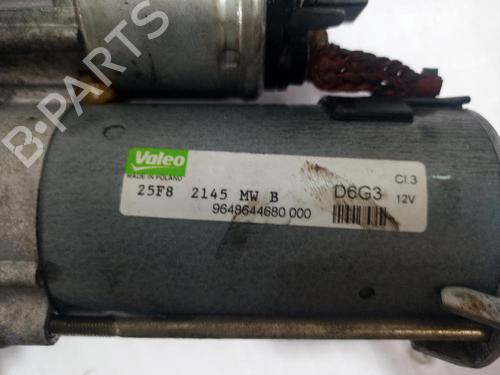 B-PARTS
Valeo
MADE IN POLAND
25F8 2145 MW B
9648644680 000
D6G3
Cl.3
12V